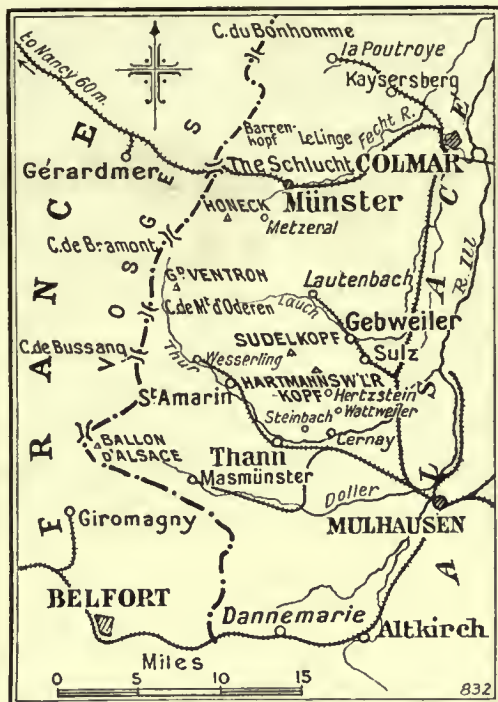 C. du Bonhomme
to Nancy 60 m.
la Poutroye
Kaysersberg
Barren-
kopf
Le Linge
Fecht R.
Gérardmer
The Schlucht
COLMAR
Münster
HONECK
Metzeral
C. de Bramont
Gᴰ VENTRON
Lautenbach
C. de Mᵗ d'Oderen
Lauch
R. Ill
Gebweiler
SUDELKOPF
C. de Bussang
Thur
Wesserling
Sulz
HARTMANNSW'L'R
KOPF
Hertzstein
Sᵗ Amarin
Steinbach
Wattweiler
Cernay
BALLON
D'ALSACE
Thann
Masmünster
Doller
Giromagny
MULHAUSEN
BELFORT
Dannemarie
Altkirch
FRANCE
VOSGES
ALSACE
Miles
0 5 10 15
832